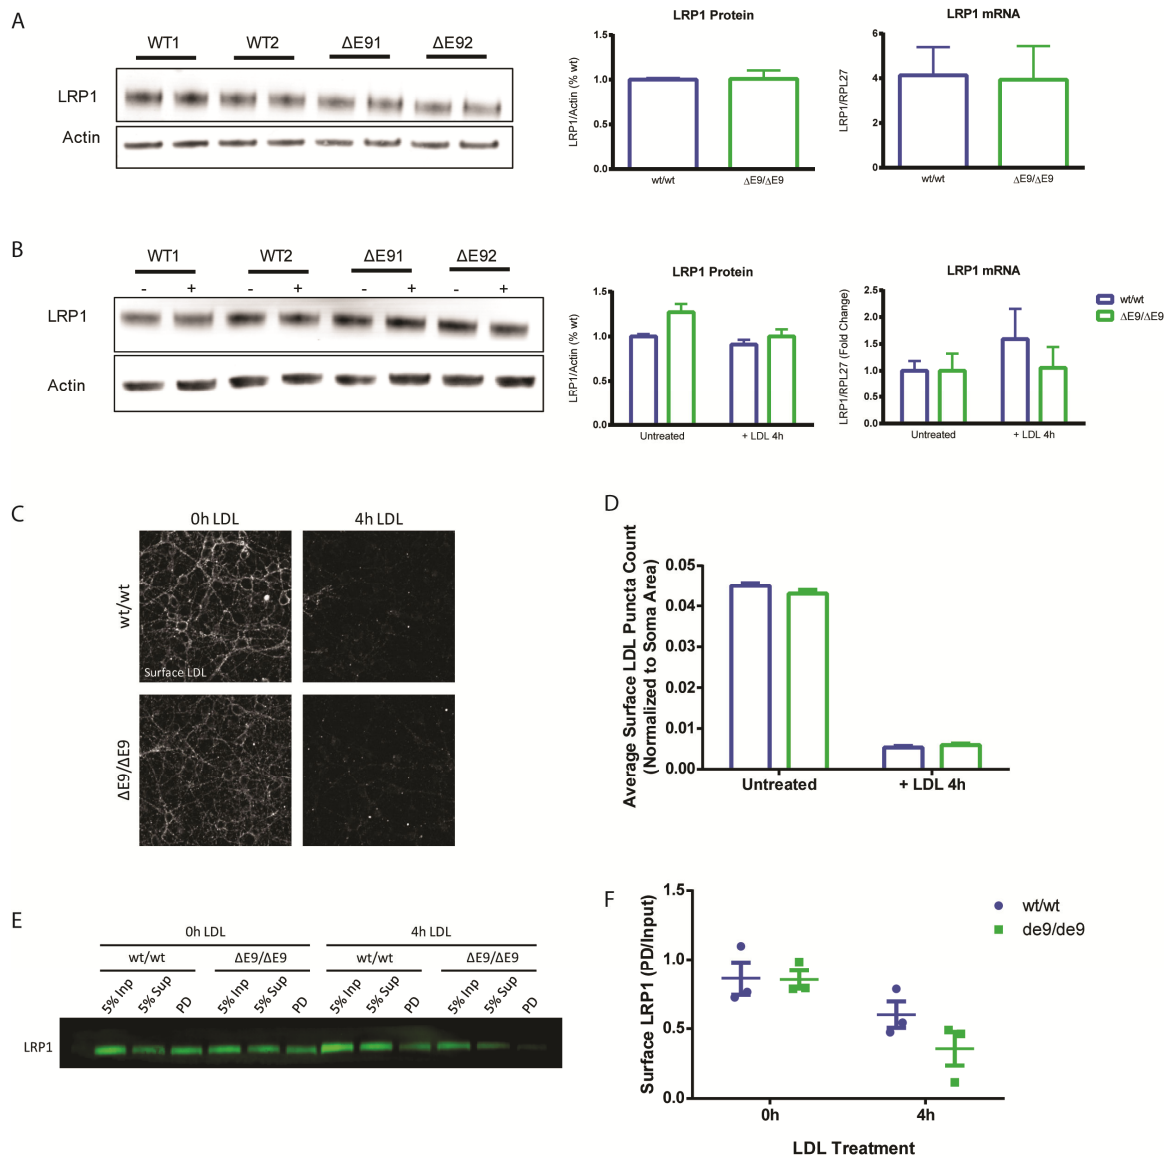 A
WT1 WT2 ΔE91 ΔE92
LRP1
Actin
LRP1 Protein
LRP1/Actin (% wt)
1.5
1.0
0.5
0.0
wt/wt ΔE9/ΔE9
LRP1 mRNA
LRP1/RPL27
6
4
2
0
wt/wt ΔE9/ΔE9
B
WT1 WT2 ΔE91 ΔE92
- + - + - + - +
LRP1
Actin
LRP1 Protein
LRP1/Actin (% wt)
1.5
1.0
0.5
0.0
Untreated + LDL 4h
LRP1 mRNA
LRP1/RPL27 (Fold Change)
2.5
2.0
1.5
1.0
0.5
0.0
Untreated + LDL 4h
wt/wt
ΔE9/ΔE9
C
0h LDL 4h LDL
wt/wt
Surface LDL
ΔE9/ΔE9
D
Average Surface LDL Puncta Count
(Normalized to Soma Area)
0.05
0.04
0.03
0.02
0.01
0.00
Untreated + LDL 4h
E
0h LDL 4h LDL
wt/wt ΔE9/ΔE9 wt/wt ΔE9/ΔE9
5% Inp 5% Sup PD 5% Inp 5% Sup PD 5% Inp 5% Sup PD 5% Inp 5% Sup PD
LRP1
F
Surface LRP1 (PD/Input)
1.5
1.0
0.5
0.0
0h 4h
LDL Treatment
wt/wt
de9/de9